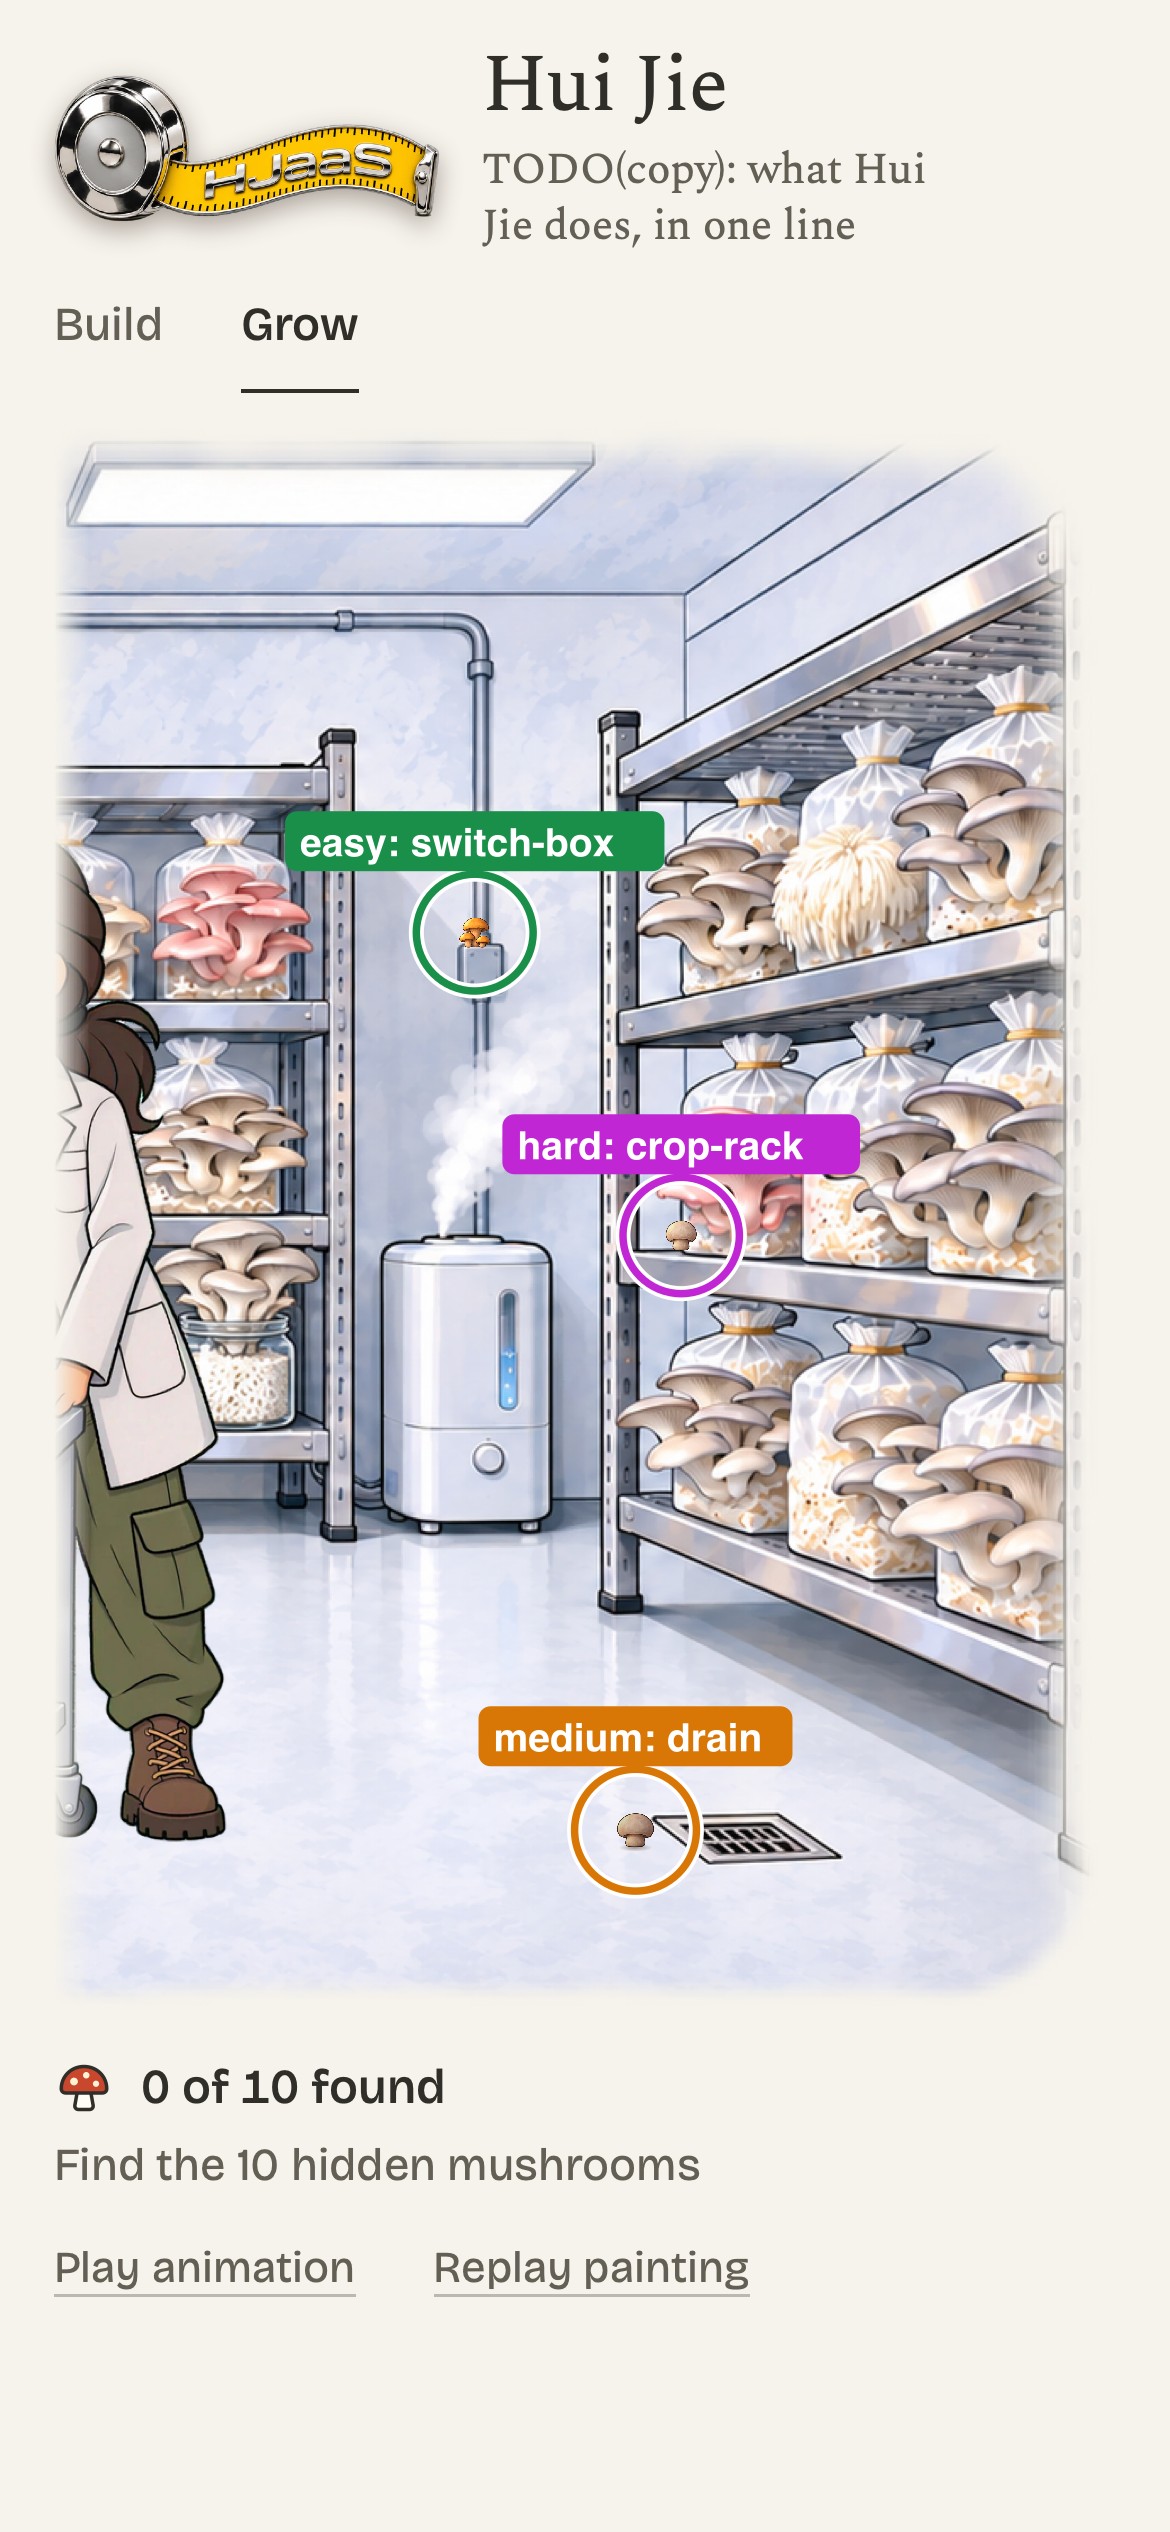 HJaaS
Hui Jie
TODO(copy): what Hui
Jie does, in one line
Build
Grow
easy: switch-box
hard: crop-rack
medium: drain
0 of 10 found
Find the 10 hidden mushrooms
Play animation
Replay painting